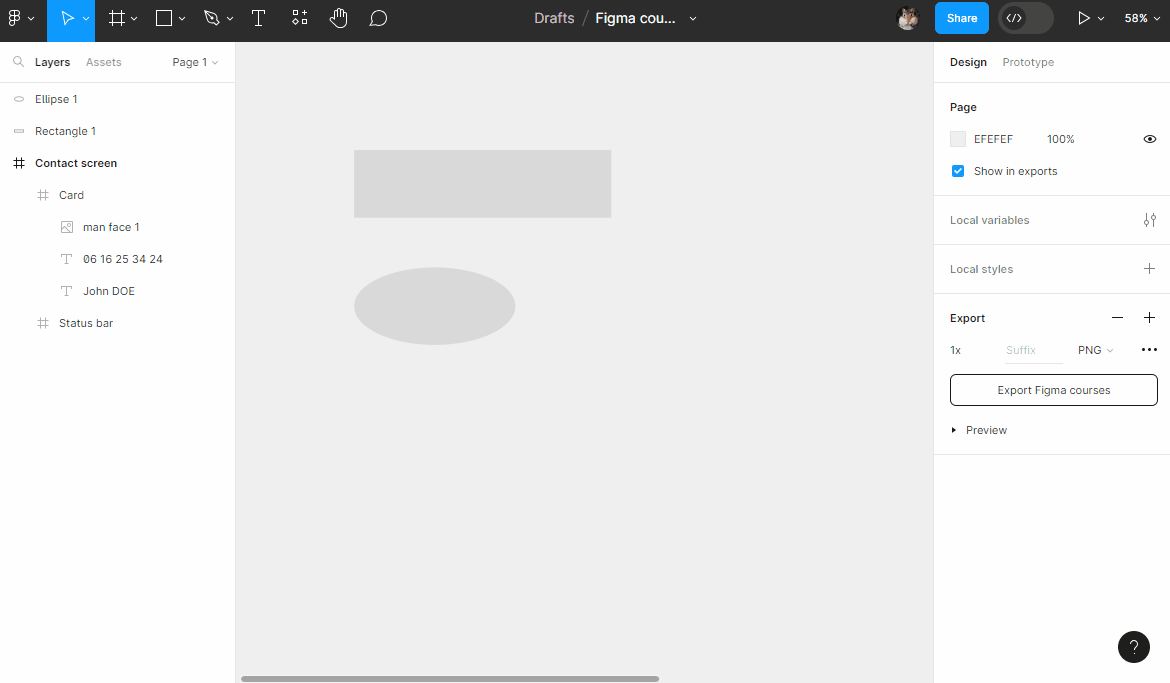 Drafts / Figma cou...
Share
58%
Layers Assets Page 1
Design Prototype
Ellipse 1
Rectangle 1
Contact screen
Card
man face 1
06 16 25 34 24
John DOE
Status bar
Page
EFEFEF 100%
Show in exports
Local variables
Local styles
Export
1x Suffix PNG
Export Figma courses
Preview
?